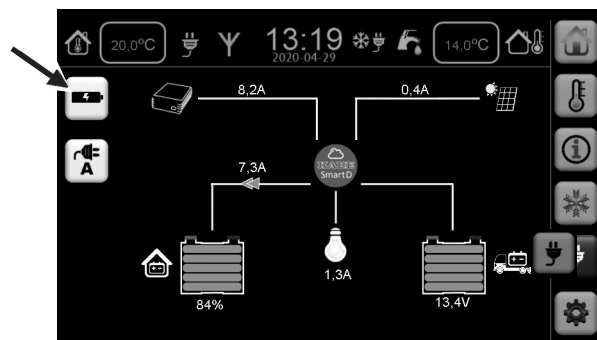 20,0°C
13:19
2020-04-29
14,0°C
8,2A
0,4A
A
7,3A
KABE
SmartD
1,3A
84%
13,4V